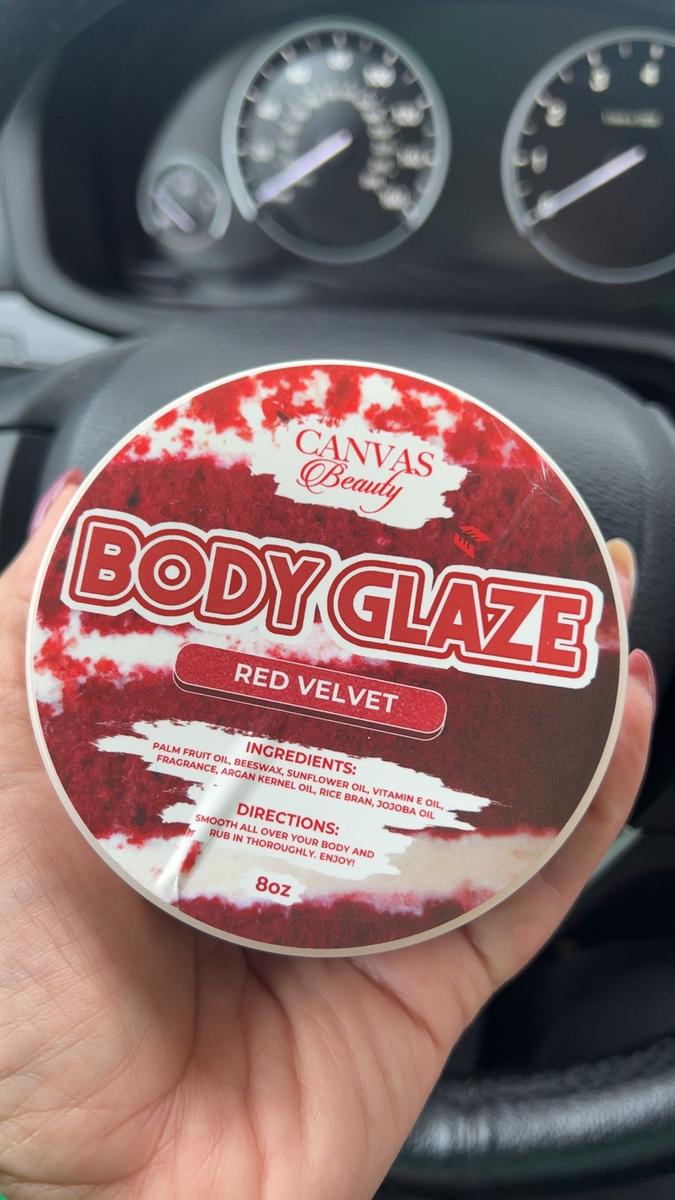 CANVAS
Beauty
BODY GLAZE
RED VELVET
INGREDIENTS:
PALM FRUIT OIL, BEESWAX, SUNFLOWER OIL, VITAMIN E OIL,
FRAGRANCE, ARGAN KERNEL OIL, RICE BRAN, JOJOBA OIL
DIRECTIONS:
SMOOTH ALL OVER YOUR BODY AND
RUB IN THOROUGHLY. ENJOY!
8oz